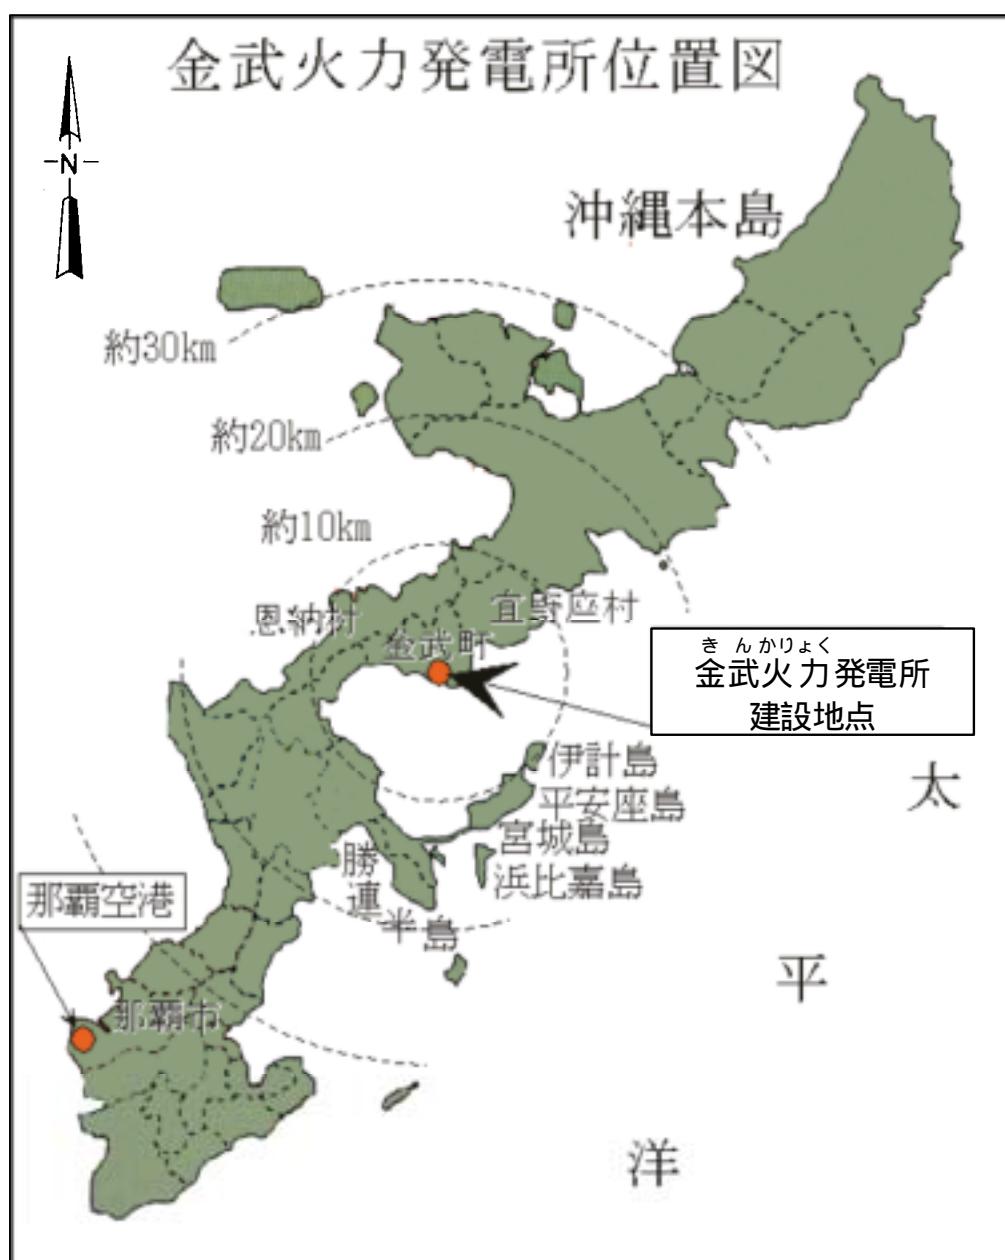 金武火力発電所位置図
N
沖縄本島
約30km
約20km
約10km
恩納村
宜野座村
金武町
きんかりょく
金武火力発電所
建設地点
伊計島
平安座島
宮城島
浜比嘉島
勝連半島
那覇空港
那覇市
太平洋